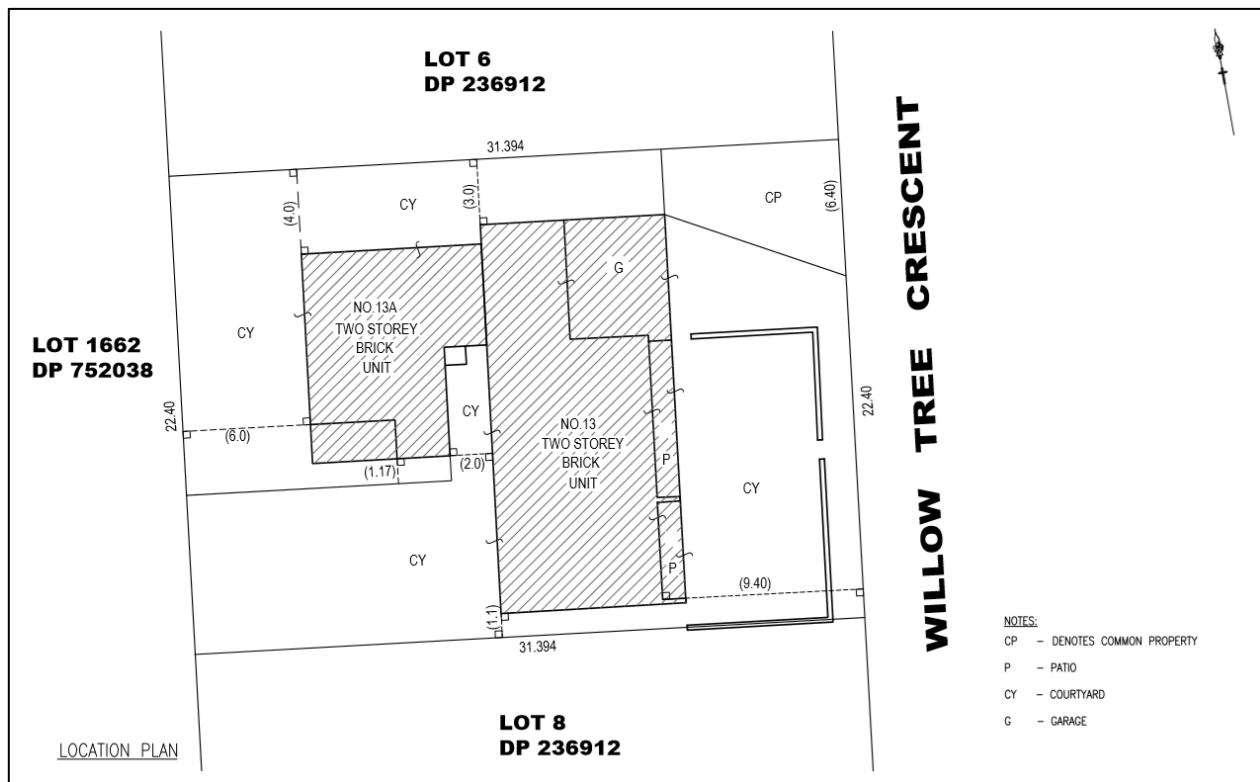 LOT 6
DP 236912
31.394
CY
(3.0)
(4.0)
CP
(6.40)
WILLOW TREE CRESCENT
G
NO.13A
TWO STOREY
BRICK
UNIT
CY
LOT 1662
DP 752038
22.40
(6.0)
(1.17)
(2.0)
CY
NO.13
TWO STOREY
BRICK
UNIT
P
CY
22.40
CY
P
(9.40)
(1.1)
31.394
LOT 8
DP 236912
LOCATION PLAN
NOTES:
CP - DENOTES COMMON PROPERTY
P - PATIO
CY - COURTYARD
G - GARAGE